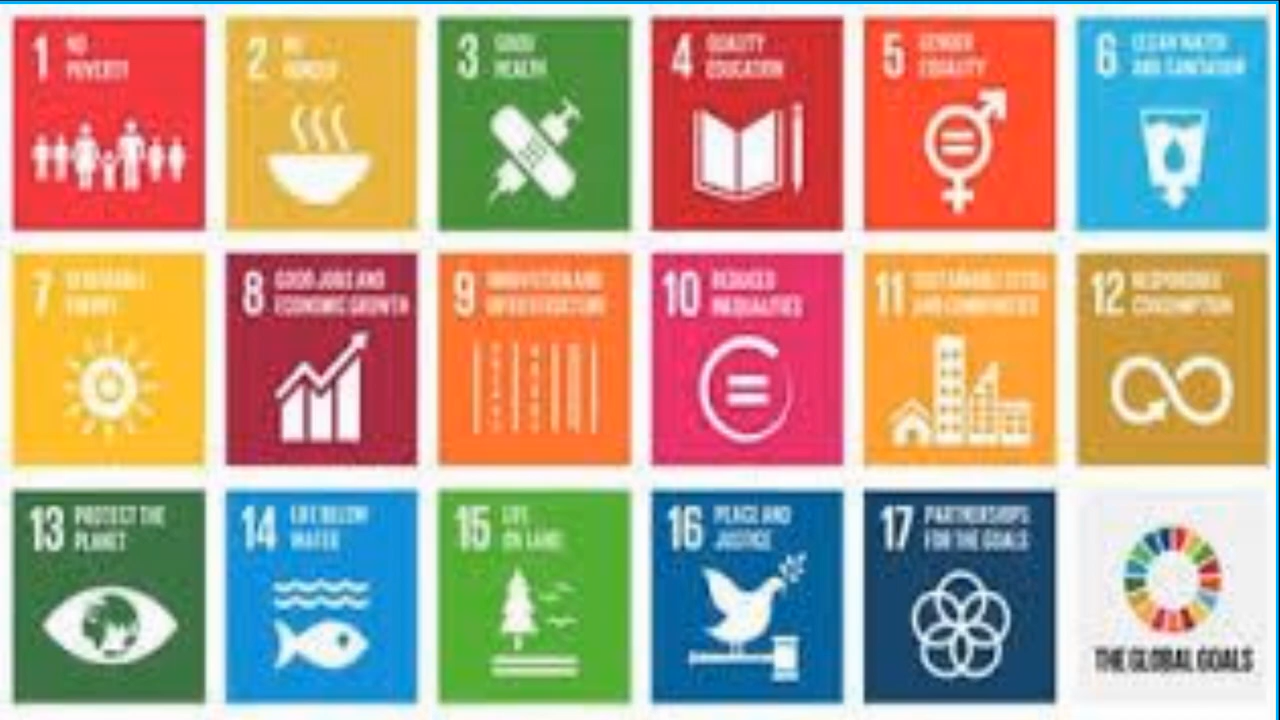 1 NO
POVERTY
2 NO
HUNGER
3 GOOD
HEALTH
4 QUALITY
EDUCATION
5 GENDER
EQUALITY
6 CLEAN WATER
AND SANITATION
7 RENEWABLE
ENERGY
8 GOOD JOBS AND
ECONOMIC GROWTH
9 INNOVATION AND
INFRASTRUCTURE
10 REDUCED
INEQUALITIES
11 SUSTAINABLE CITIES
AND COMMUNITIES
12 RESPONSIBLE
CONSUMPTION
13 PROTECT THE
PLANET
14 LIFE BELOW
WATER
15 LIFE
ON LAND
16 PEACE AND
JUSTICE
17 PARTNERSHIPS
FOR THE GOALS
THE GLOBAL GOALS